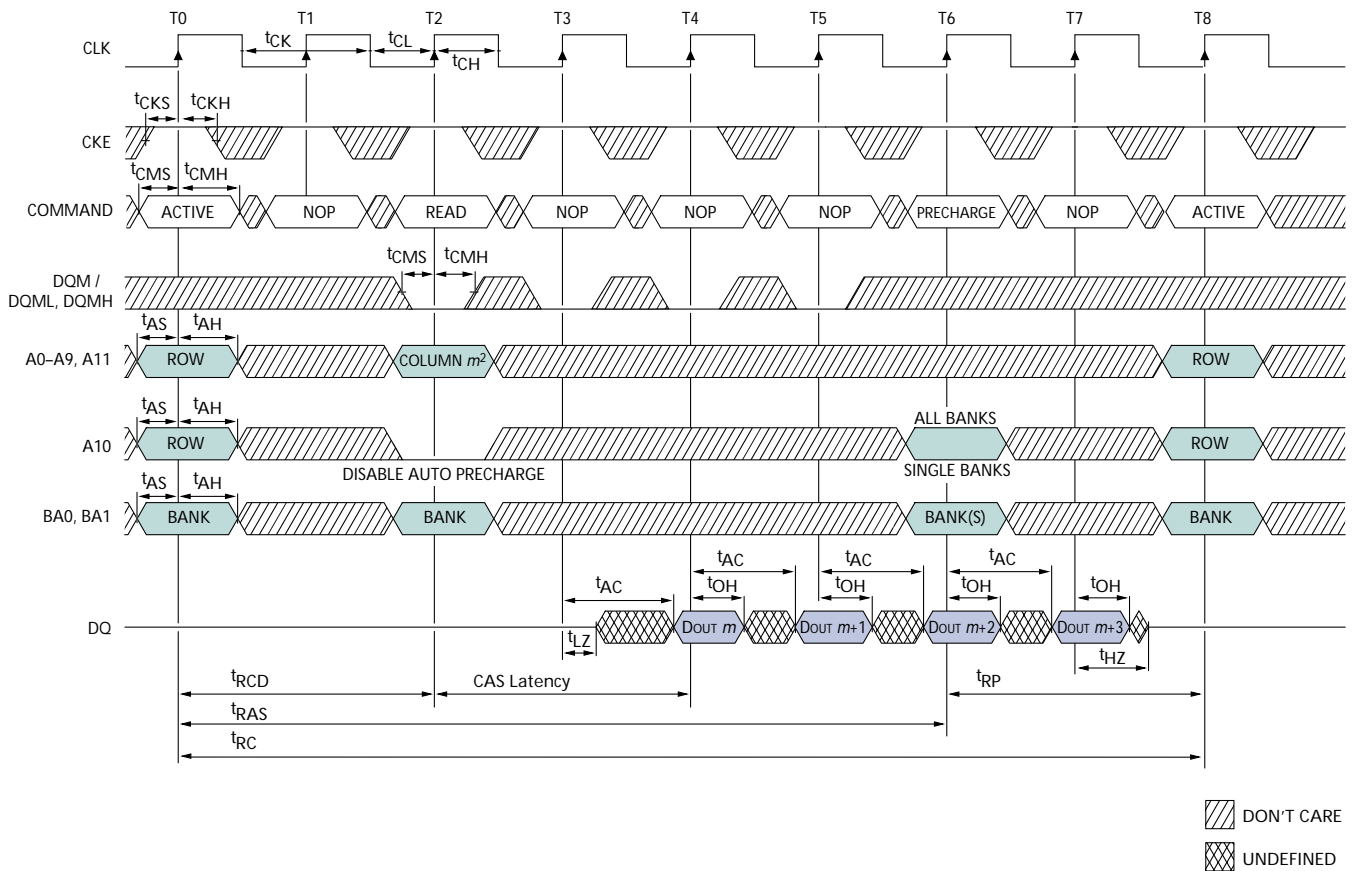 T0 T1 T2 T3 T4 T5 T6 T7 T8
CLK tCK tCL tCH
tCKS tCKH
CKE
tCMS tCMH
COMMAND ACTIVE NOP READ NOP NOP NOP PRECHARGE NOP ACTIVE
tCMS tCMH
DQM /
DQML, DQMH
tAS tAH
A0–A9, A11 ROW COLUMN m2 ROW
tAS tAH ALL BANKS
A10 ROW ROW
DISABLE AUTO PRECHARGE SINGLE BANKS
tAS tAH
BA0, BA1 BANK BANK BANK(S) BANK
tAC tAC tAC tAC
tOH tOH tOH tOH
DQ DOUT m DOUT m+1 DOUT m+2 DOUT m+3
tLZ tHZ
tRCD CAS Latency tRP
tRAS
tRC
DON'T CARE
UNDEFINED